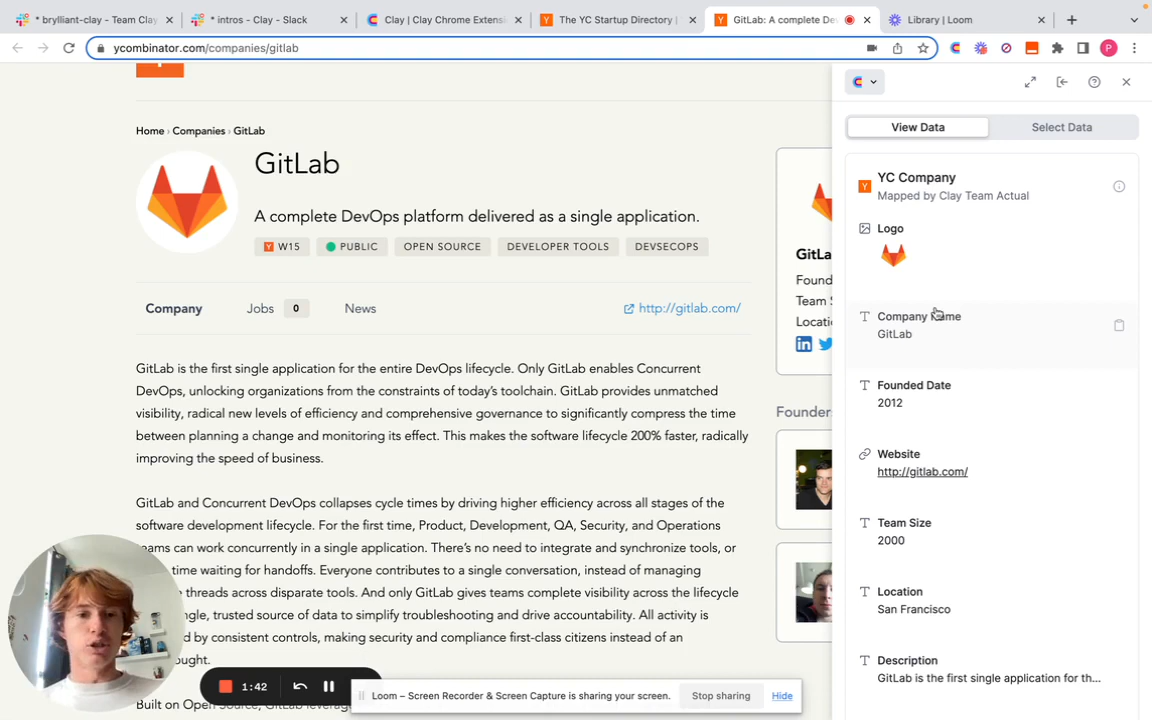 * brylliant-clay - Team Clay
* intros - Clay - Slack
Clay | Clay Chrome Extensi
The YC Startup Directory |
GitLab: A complete De
Library | Loom
ycombinator.com/companies/gitlab
P
Home › Companies › GitLab
GitLab
A complete DevOps platform delivered as a single application.
W15
PUBLIC
OPEN SOURCE
DEVELOPER TOOLS
DEVSECOPS
Company
Jobs
0
News
http://gitlab.com/
GitLab is the first single application for the entire DevOps lifecycle. Only GitLab enables Concurrent
DevOps, unlocking organizations from the constraints of today's toolchain. GitLab provides unmatched
visibility, radical new levels of efficiency and comprehensive governance to significantly compress the time
between planning a change and monitoring its effect. This makes the software lifecycle 200% faster, radically
improving the speed of business.
GitLab and Concurrent DevOps collapses cycle times by driving higher efficiency across all stages of the
software development lifecycle. For the first time, Product, Development, QA, Security, and Operations
teams can work concurrently in a single application. There's no need to integrate and synchronize tools, or
time waiting for handoffs. Everyone contributes to a single conversation, instead of managing
threads across disparate tools. And only GitLab gives teams complete visibility across the lifecycle
ngle, trusted source of data to simplify troubleshooting and drive accountability. All activity is
d by consistent controls, making security and compliance first-class citizens instead of an
ought.
Built on Open Source, GitLab leverag
GitLa
Found
Team S
Locatio
Founder
View Data
Select Data
YC Company
Mapped by Clay Team Actual
Logo
Company Name
GitLab
Founded Date
2012
Website
http://gitlab.com/
Team Size
2000
Location
San Francisco
Description
GitLab is the first single application for th...
1:42
Loom – Screen Recorder & Screen Capture is sharing your screen.
Stop sharing
Hide